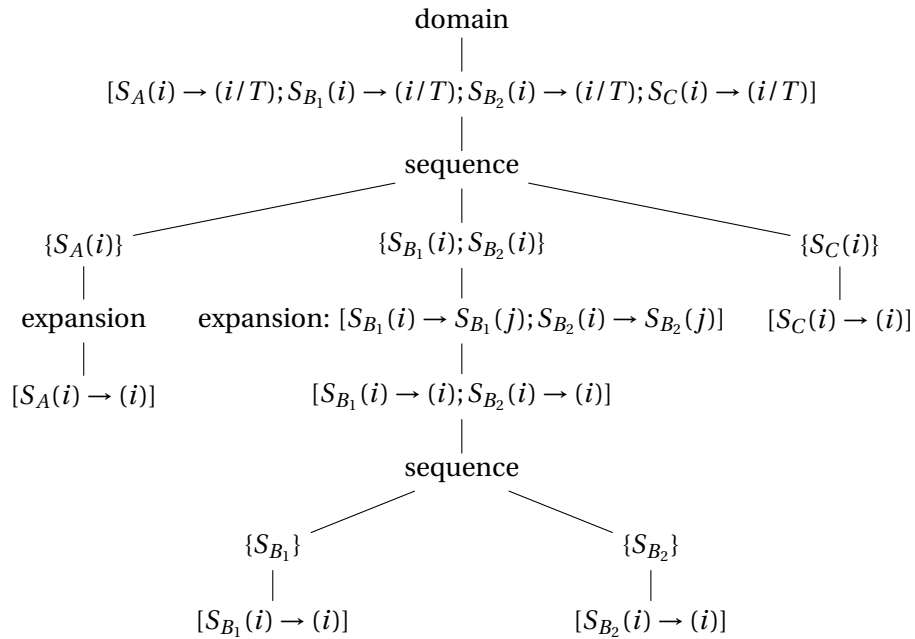 domain
[S_A(i) → (i/T); S_{B_1}(i) → (i/T); S_{B_2}(i) → (i/T); S_C(i) → (i/T)]
sequence
{S_A(i)} {S_{B_1}(i); S_{B_2}(i)} {S_C(i)}
expansion expansion: [S_{B_1}(i) → S_{B_1}(j); S_{B_2}(i) → S_{B_2}(j)] [S_C(i) → (i)]
[S_A(i) → (i)] [S_{B_1}(i) → (i); S_{B_2}(i) → (i)]
sequence
{S_{B_1}} {S_{B_2}}
[S_{B_1}(i) → (i)] [S_{B_2}(i) → (i)]